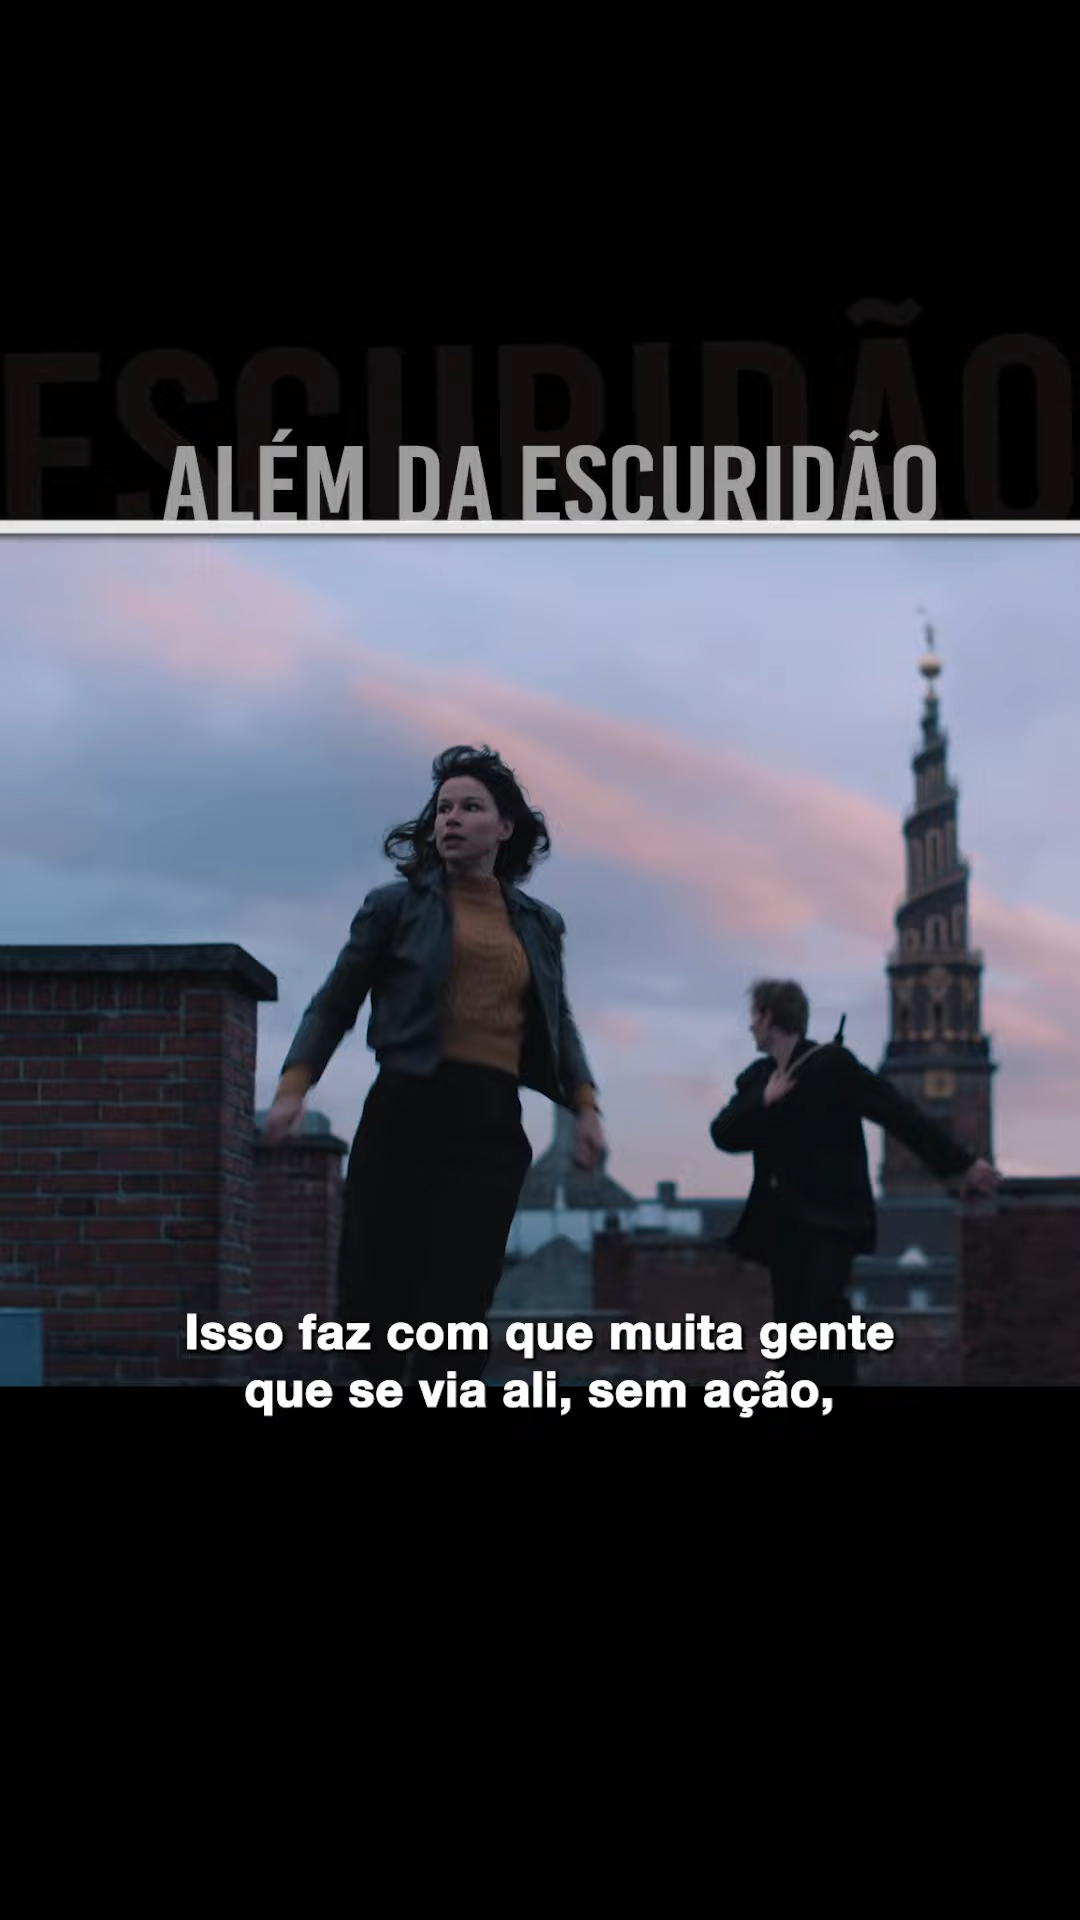 ESCURIDÃO
ALÉM DA ESCURIDÃO
Isso faz com que muita gente
que se via ali, sem ação,